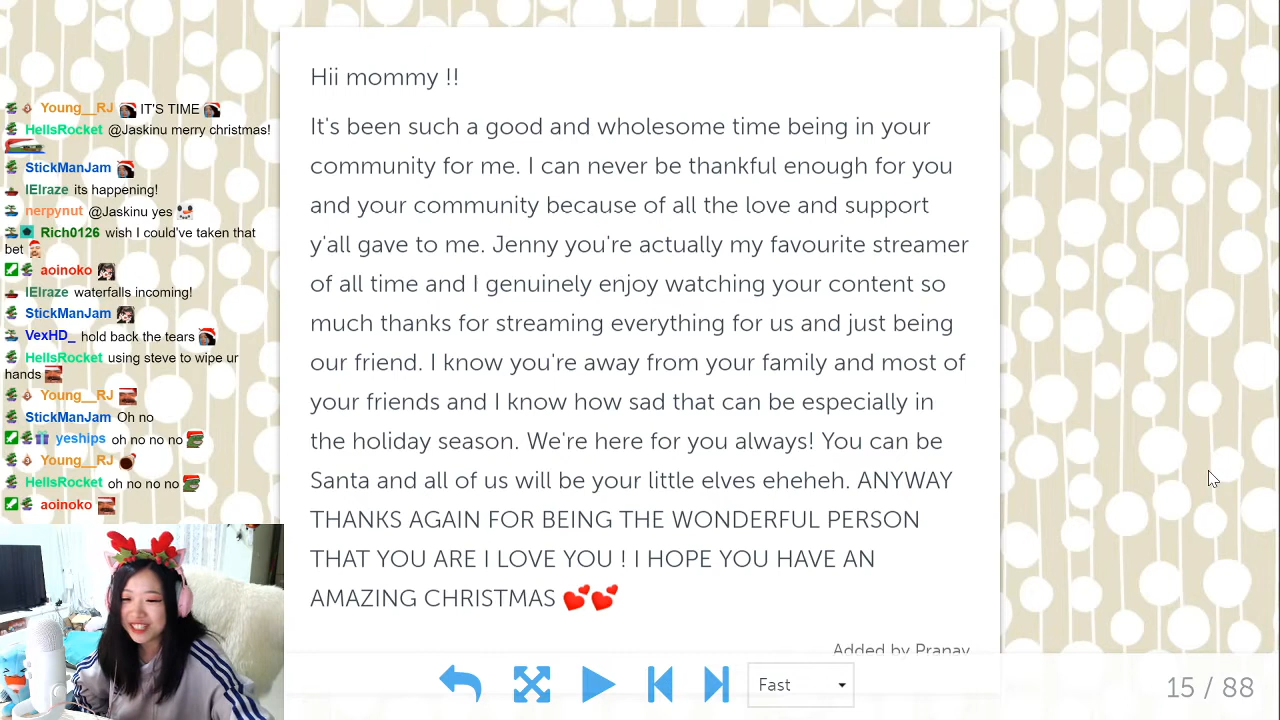 Young__RJ IT'S TIME
HellsRocket @Jaskinu merry christmas!
StickManJam
IEIraze its happening!
nerpynut @Jaskinu yes
Rich0126 wish I could've taken that
bet
aoinoko
IEIraze waterfalls incoming!
StickManJam
VexHD_ hold back the tears
HellsRocket using steve to wipe ur
hands
Young__RJ
StickManJam Oh no
yeships oh no no no
Young__RJ
HellsRocket oh no no no
aoinoko
Hii mommy !!
It's been such a good and wholesome time being in your
community for me. I can never be thankful enough for you
and your community because of all the love and support
y'all gave to me. Jenny you're actually my favourite streamer
of all time and I genuinely enjoy watching your content so
much thanks for streaming everything for us and just being
our friend. I know you're away from your family and most of
your friends and I know how sad that can be especially in
the holiday season. We're here for you always! You can be
Santa and all of us will be your little elves eheheh. ANYWAY
THANKS AGAIN FOR BEING THE WONDERFUL PERSON
THAT YOU ARE I LOVE YOU ! I HOPE YOU HAVE AN
AMAZING CHRISTMAS 💕💕
Added by Pranav
Fast
15 / 88